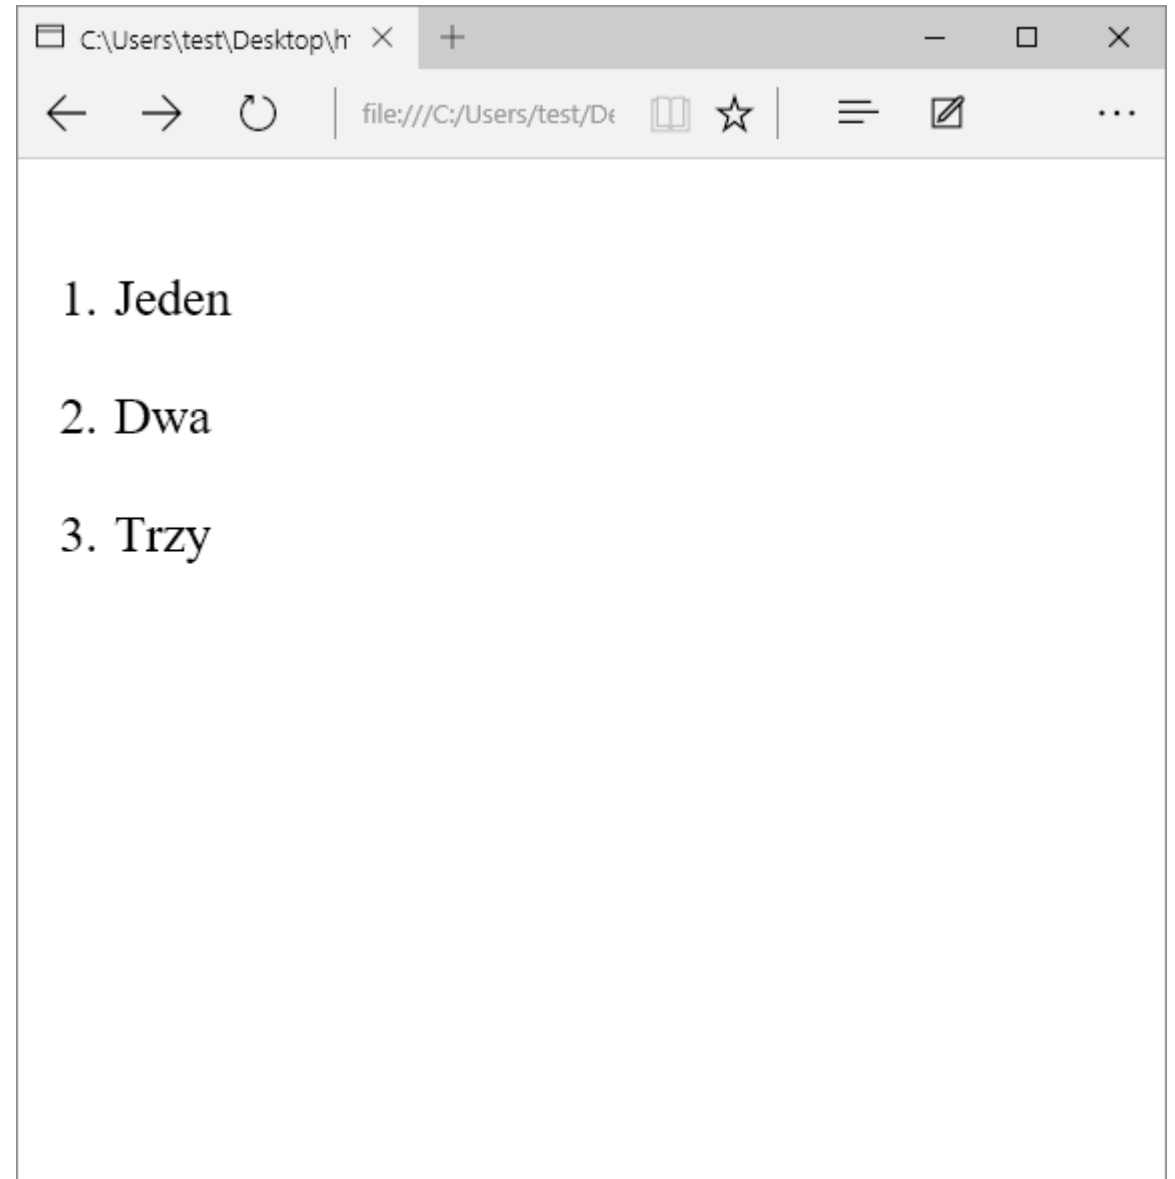 C:\Users\test\Desktop\h
file:///C:/Users/test/De
1. Jeden
2. Dwa
3. Trzy